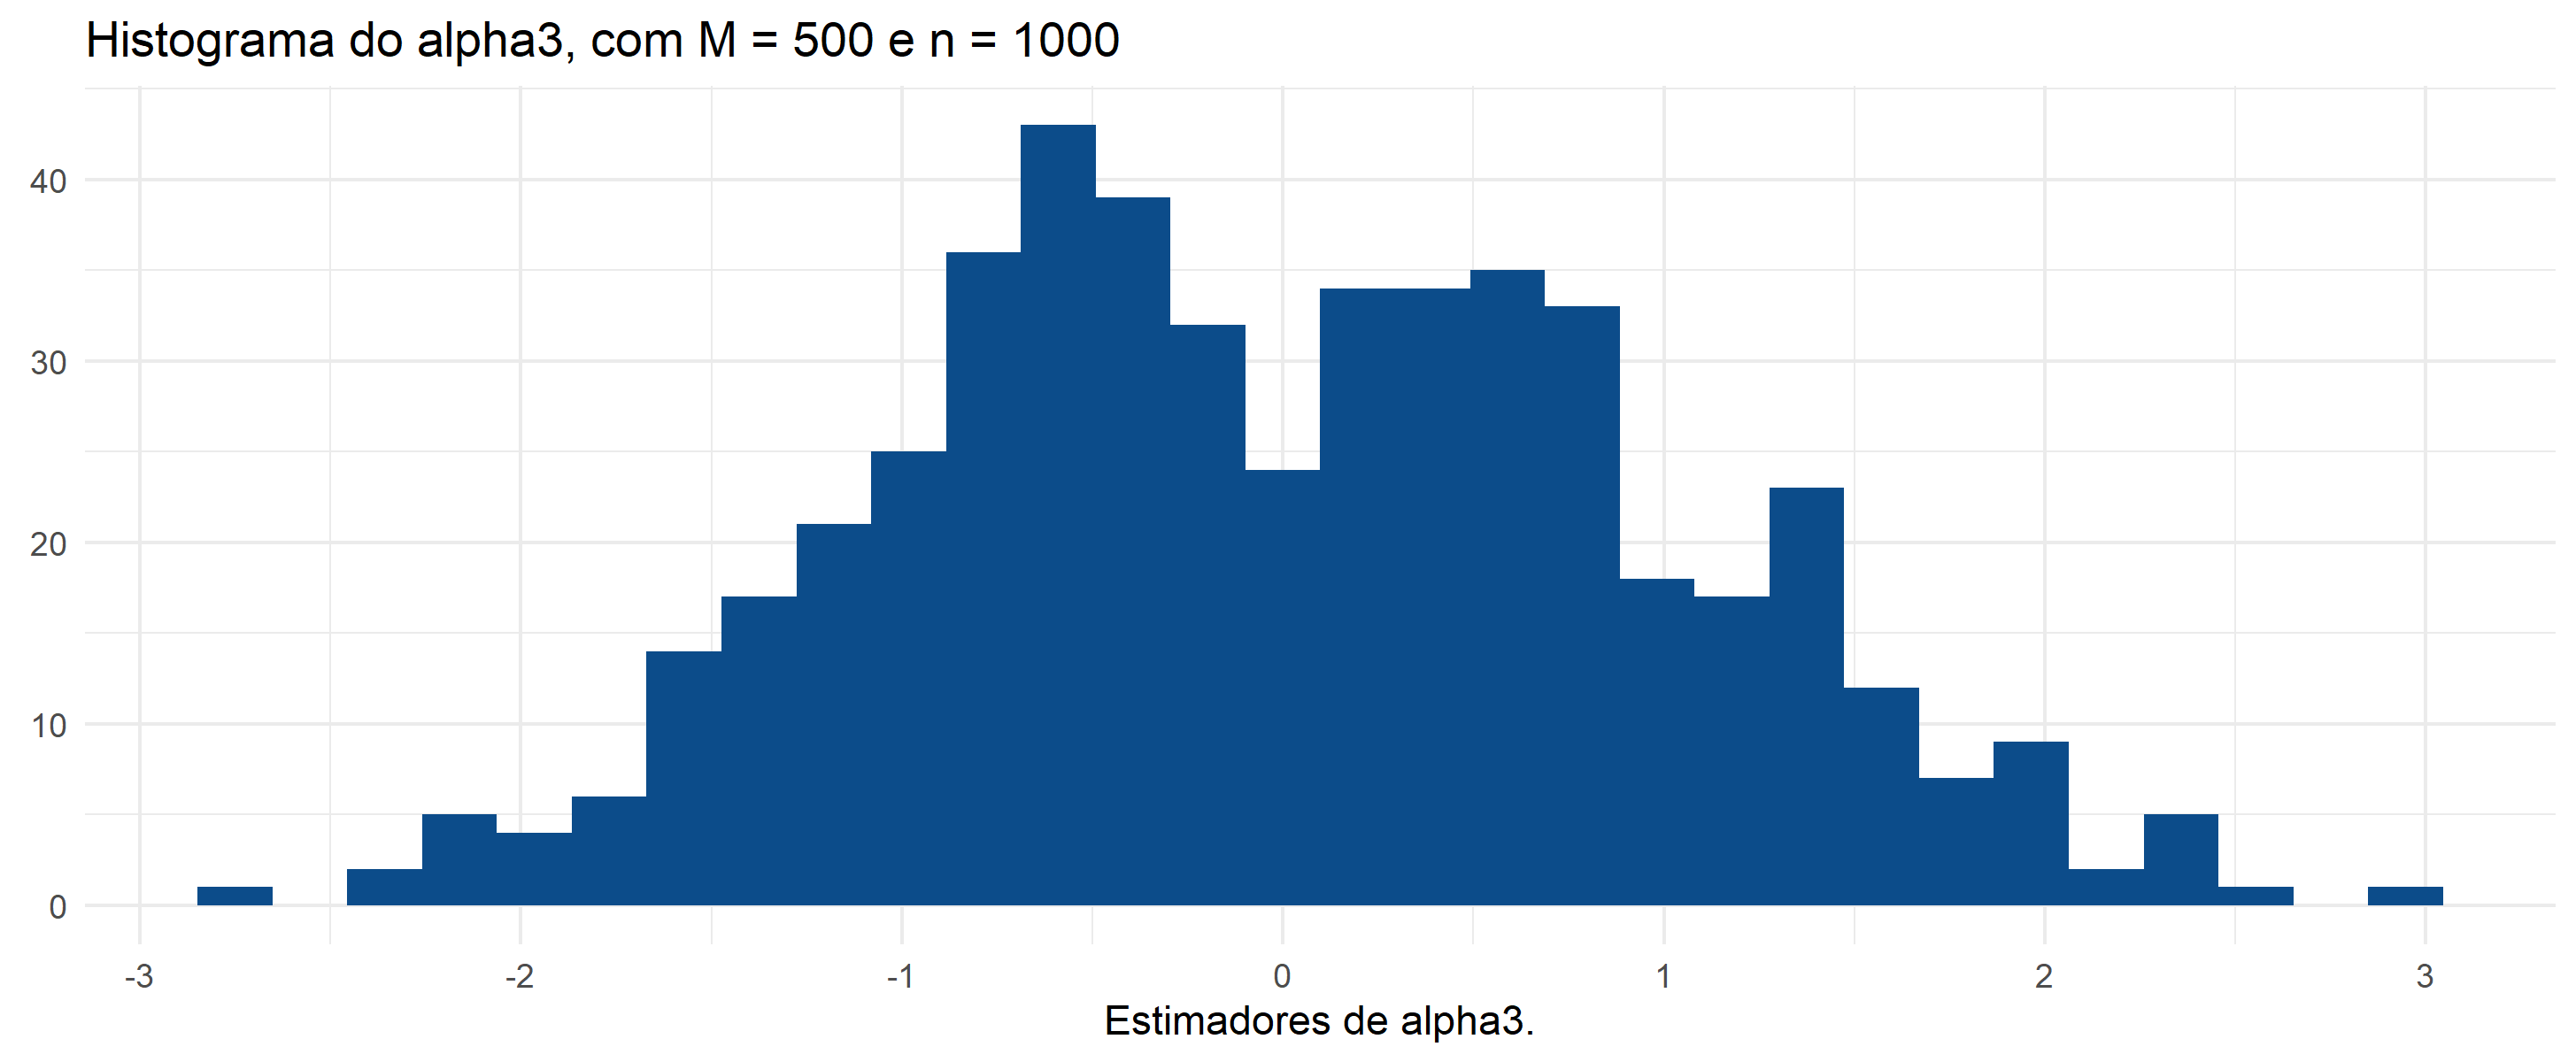 Histograma do alpha3, com M = 500 e n = 1000
40
30
20
10
0
-3 -2 -1 0 1 2 3
Estimadores de alpha3.